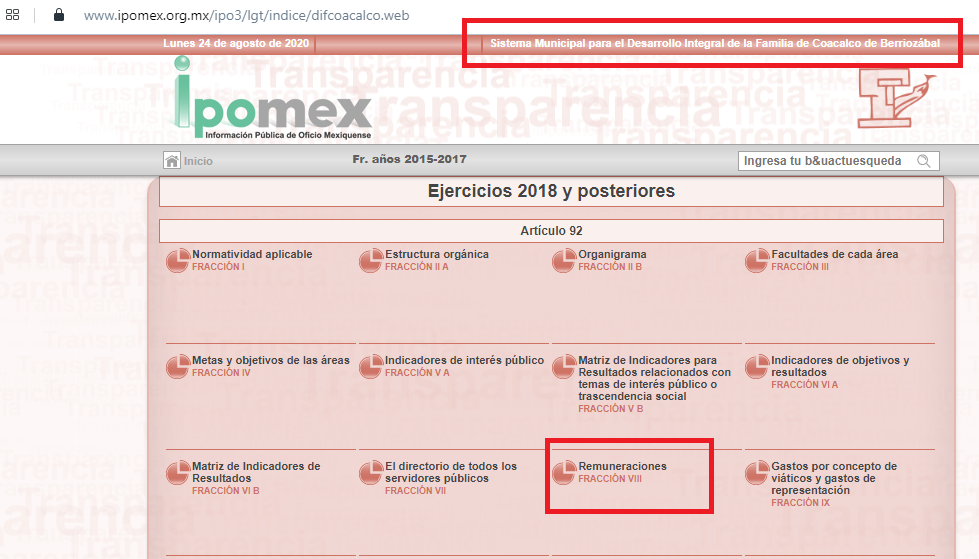 www.ipomex.org.mx/ipo3/lgt/indice/difcoacalco.web
Lunes 24 de agosto de 2020
Sistema Municipal para el Desarrollo Integral de la Familia de Coacalco de Berriozábal
Transparencia
ipomex
Información Pública de Oficio Mexiquense
Inicio
Fr. años 2015-2017
Ingresa tu b&uactuesqueda
Ejercicios 2018 y posteriores
Artículo 92
Normatividad aplicable
FRACCIÓN I
Estructura orgánica
FRACCIÓN II A
Organigrama
FRACCIÓN II B
Facultades de cada área
FRACCIÓN III
Metas y objetivos de las áreas
FRACCIÓN IV
Indicadores de interés público
FRACCIÓN V A
Matriz de Indicadores para
Resultados relacionados con
temas de interés público o
trascendencia social
FRACCIÓN V B
Indicadores de objetivos y
resultados
FRACCIÓN VI A
Matriz de Indicadores de
Resultados
FRACCIÓN VI B
El directorio de todos los
servidores públicos
FRACCIÓN VII
Remuneraciones
FRACCIÓN VIII
Gastos por concepto de
viáticos y gastos de
representación
FRACCIÓN IX